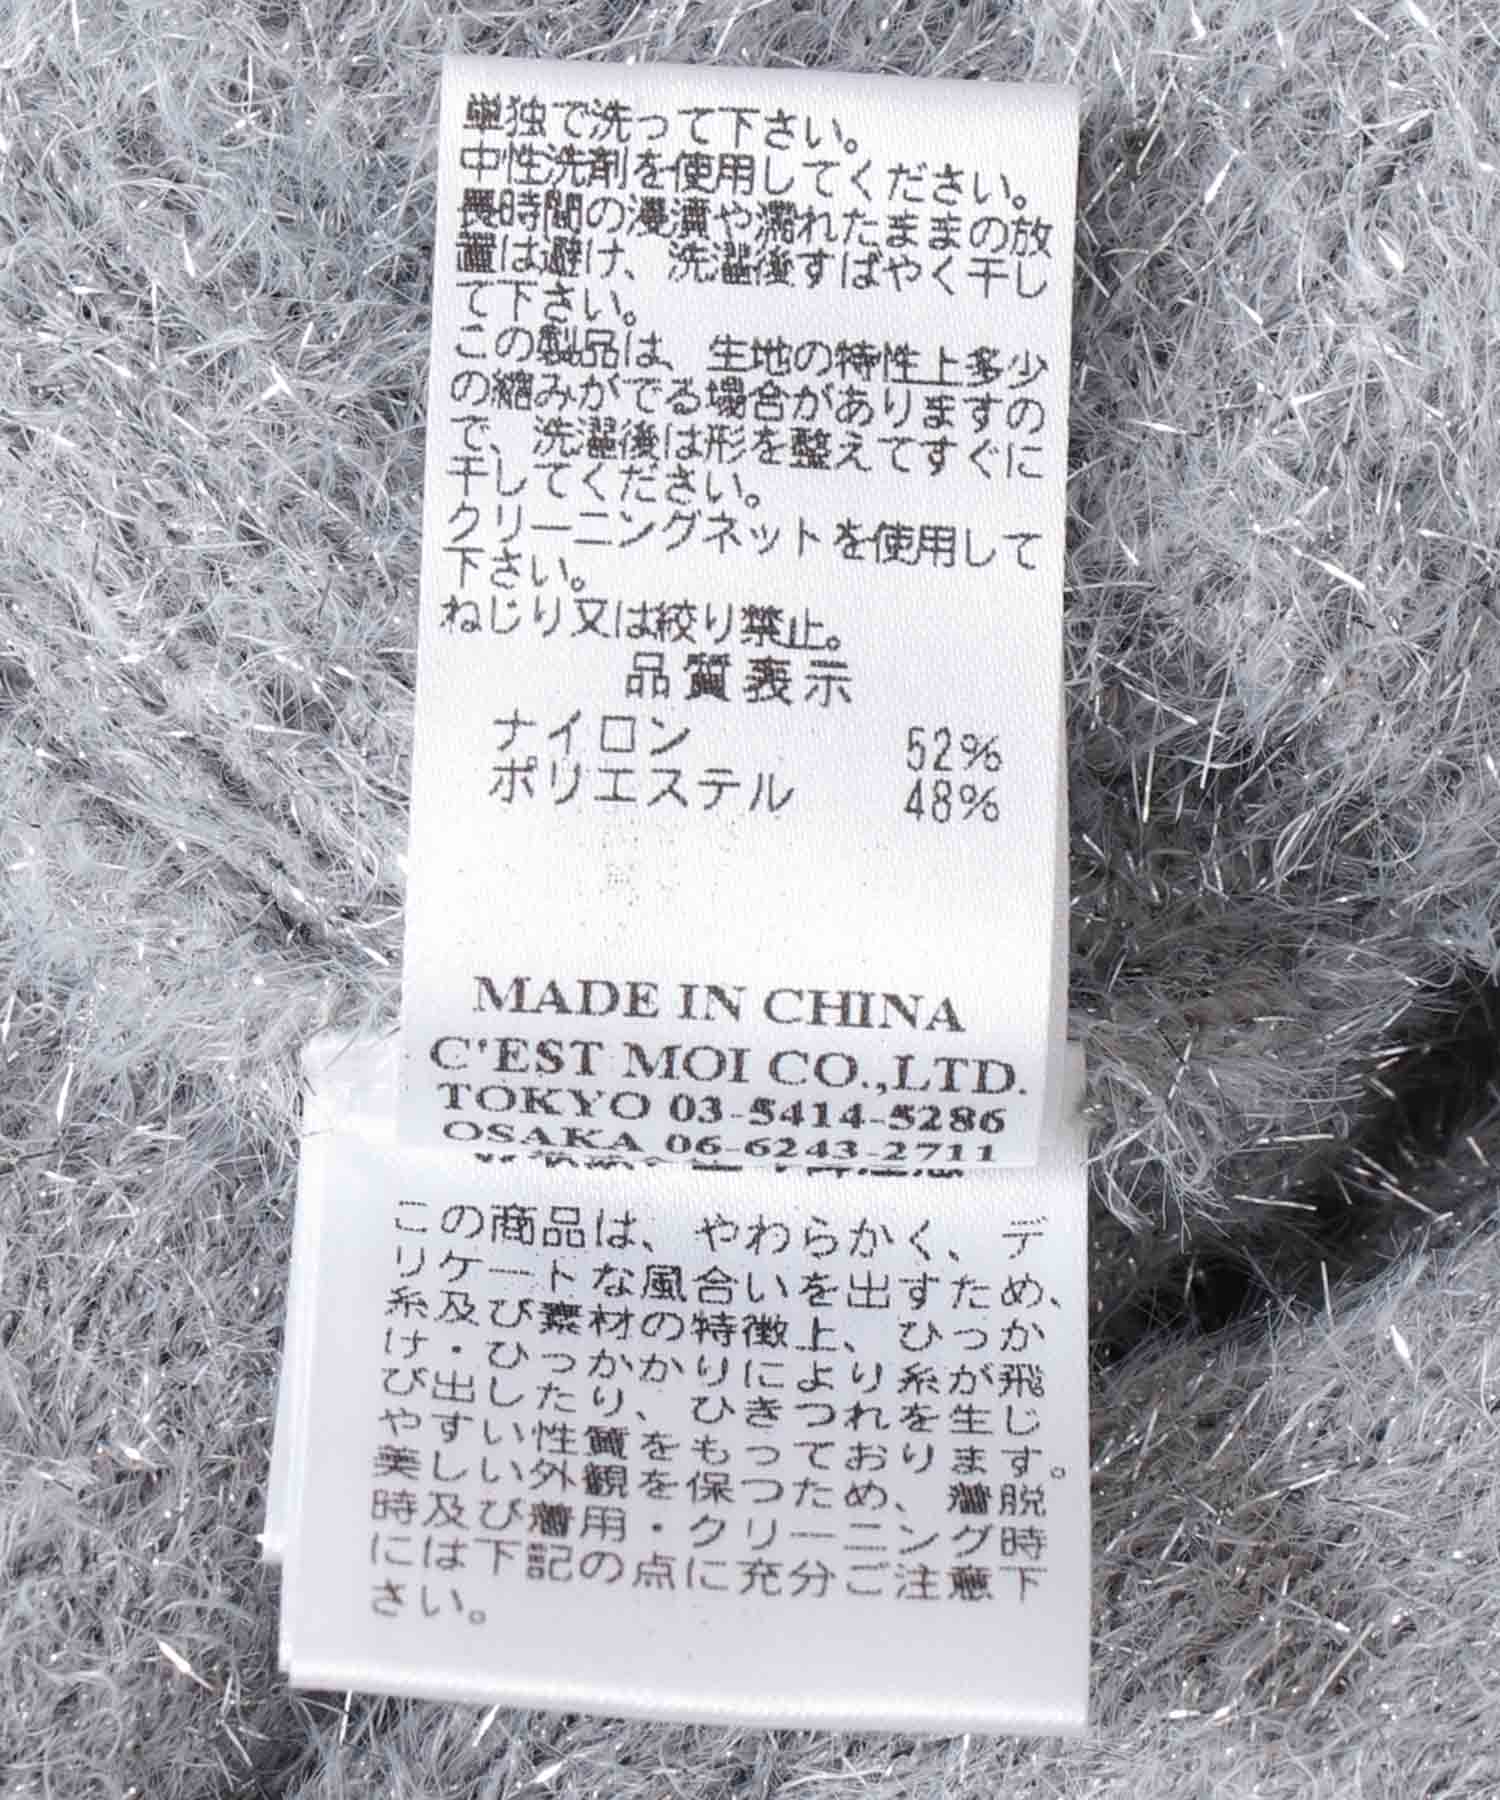 単独で洗って下さい。
中性洗剤を使用してください。
長時間の浸漬や濡れたままの放
置は避け、洗濯後すばやく干し
て下さい。
この製品は、生地の特性上多少
の縮みがでる場合がありますの
で、洗濯後は形を整えてすぐに
干してください。
クリーニングネットを使用して
下さい。
ねじり又は絞り禁止。
品質表示
ナイロン 52%
ポリエステル 48%
MADE IN CHINA
C'EST MOI CO.,LTD.
TOKYO 03-5414-5286
OSAKA 06-6243-2711
この商品は、やわらかく、デ
リケートな風合いを出すため、
糸及び素材の特徴上、ひっか
け・ひっかかりにより糸が飛
び出したり、ひきつれを生じ
やすい性質をもっております。
美しい外観を保つため、着脱
時及び着用・クリーニング時
には下記の点に充分ご注意下
さい。